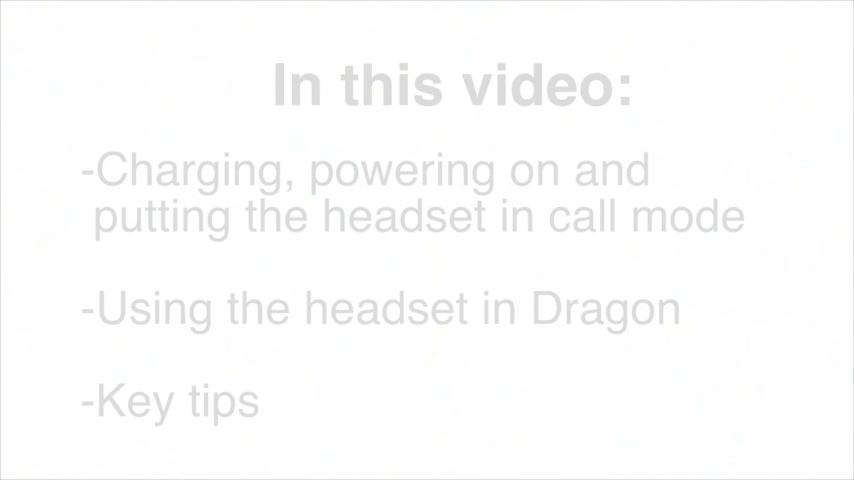 In this video:
-Charging, powering on and
putting the headset in call mode
-Using the headset in Dragon
-Key tips